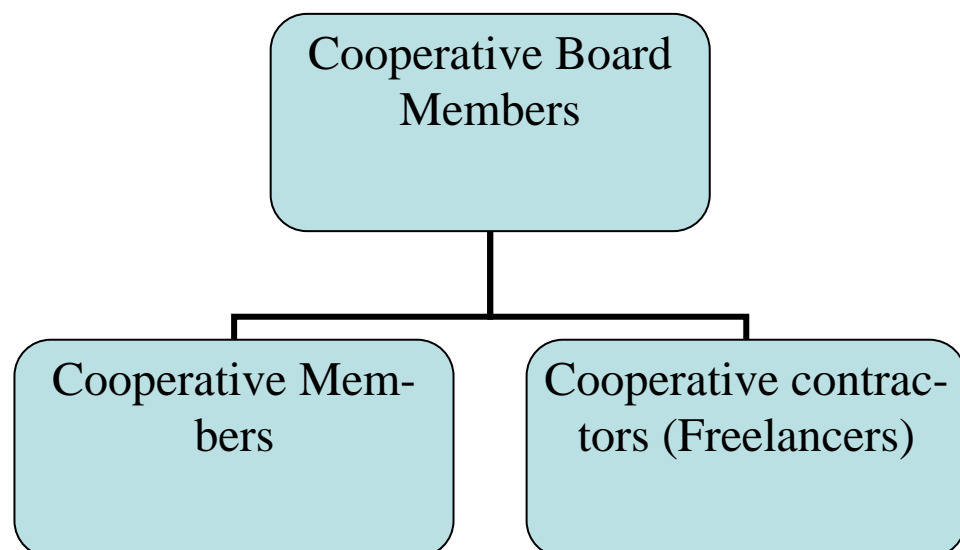 Cooperative Board
Members
Cooperative Mem-
bers
Cooperative contrac-
tors (Freelancers)